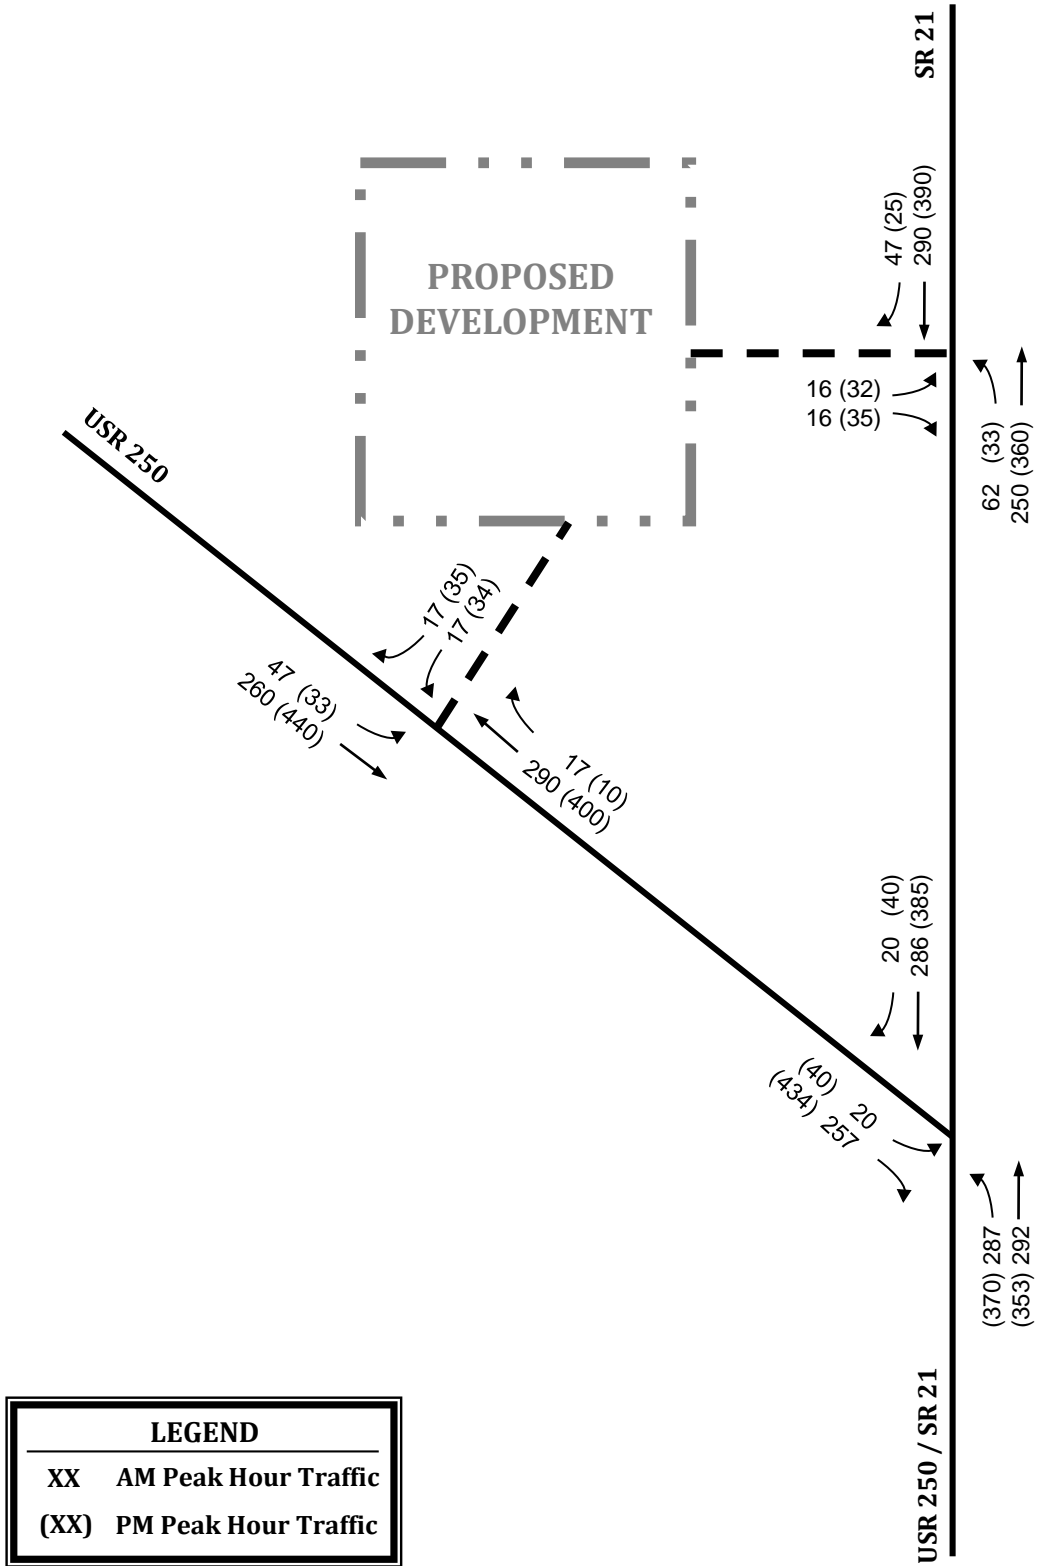 SR 21
47 (25)
290 (390)
PROPOSED
DEVELOPMENT
16 (32)
16 (35)
62 (33)
250 (360)
USR 250
17 (35)
17 (34)
47 (33)
260 (440)
17 (10)
290 (400)
20 (40)
286 (385)
(40) 20
(434) 257
(370) 287
(353) 292
USR 250 / SR 21
LEGEND
XX AM Peak Hour Traffic
(XX) PM Peak Hour Traffic